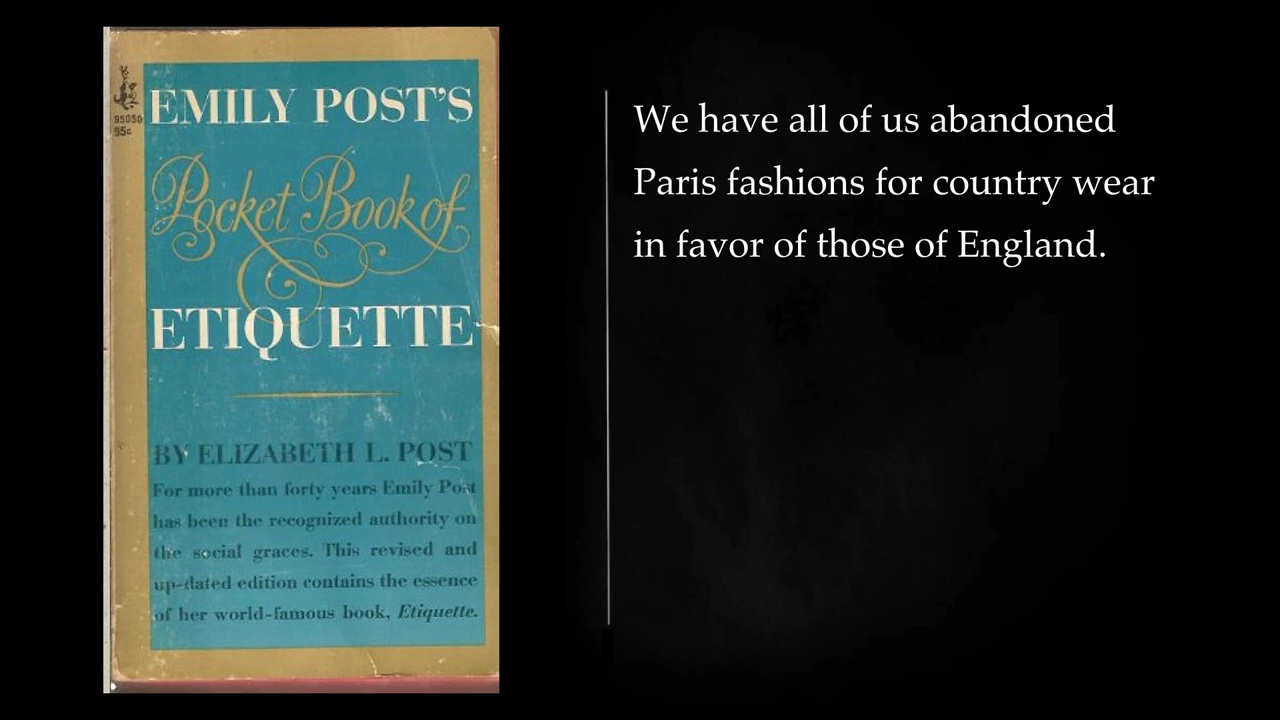 EMILY POST'S
Pocket Book of
ETIQUETTE
95050
95c
BY ELIZABETH L. POST
For more than forty years Emily Post
has been the recognized authority on
the social graces. This revised and
up-dated edition contains the essence
of her world-famous book, Etiquette.
We have all of us abandoned
Paris fashions for country wear
in favor of those of England.